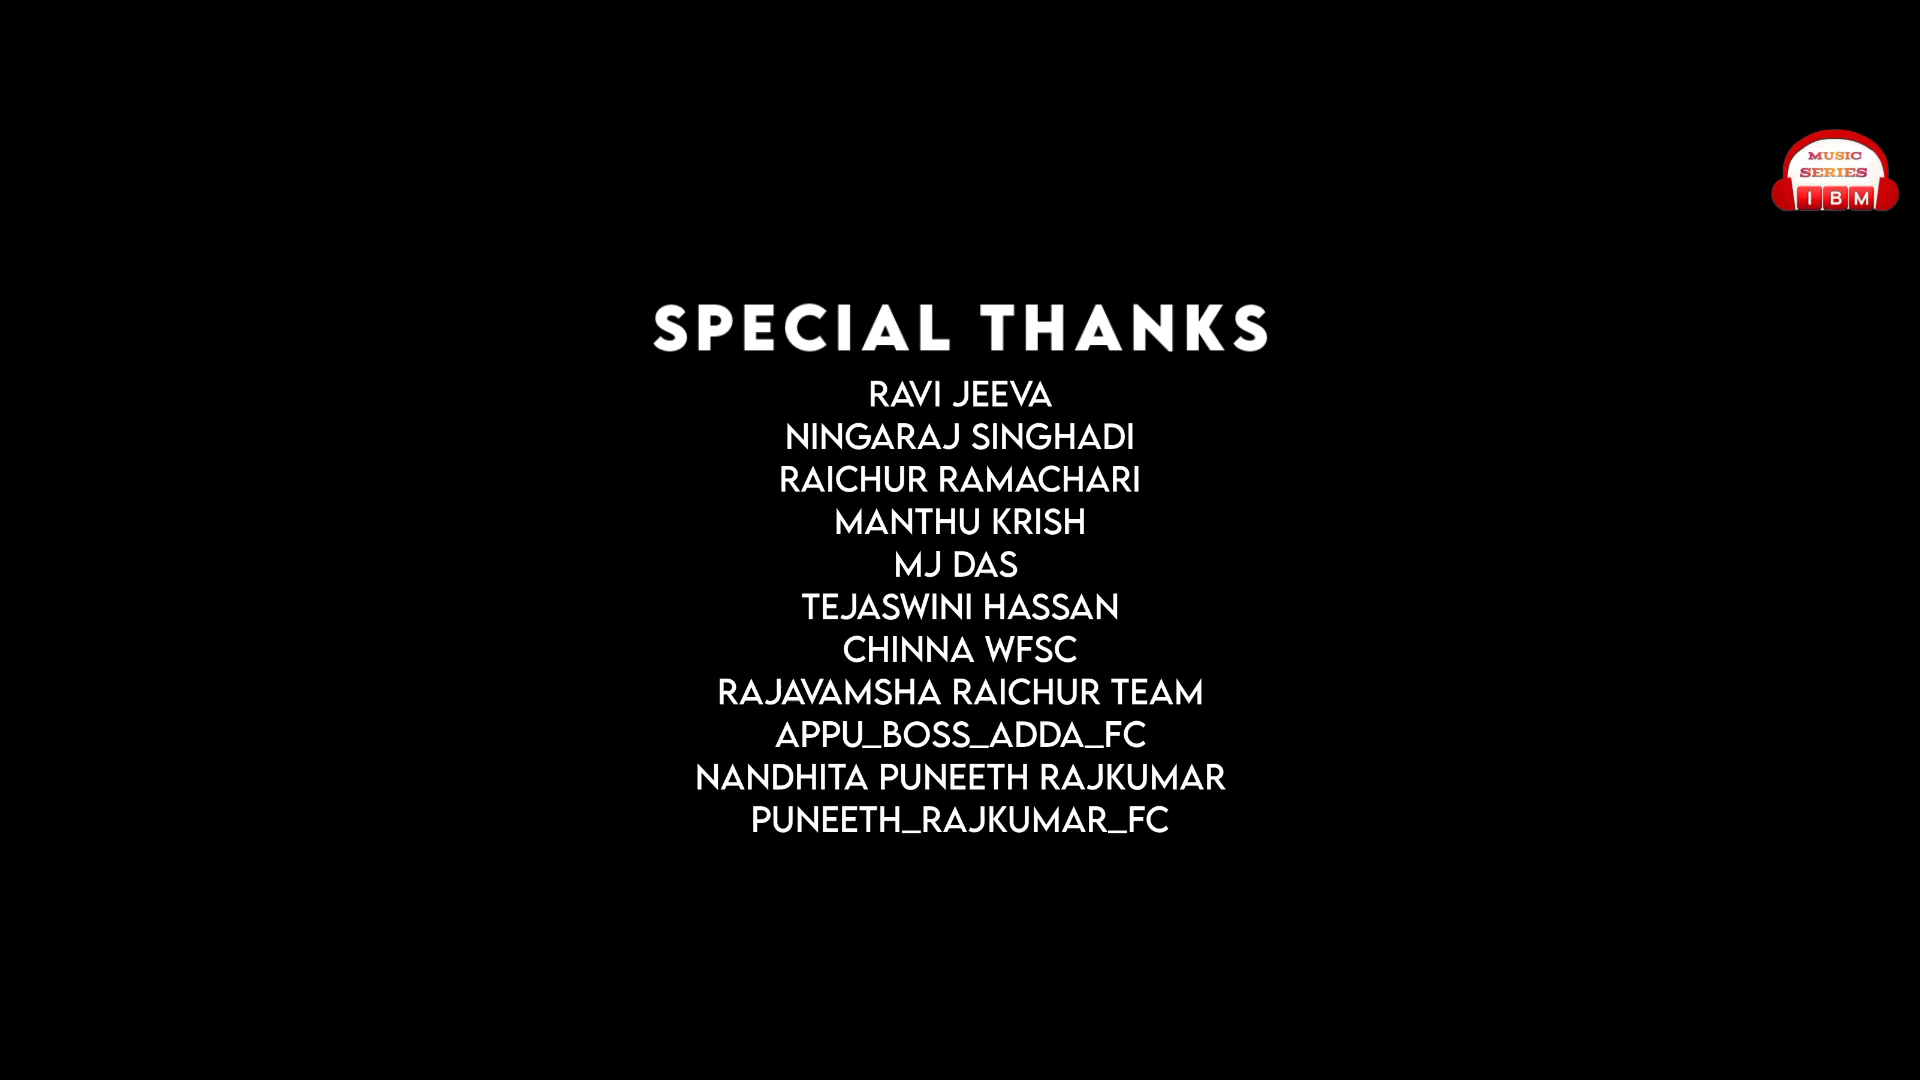 MUSIC
SERIES
I B M
SPECIAL THANKS
RAVI JEEVA
NINGARAJ SINGHADI
RAICHUR RAMACHARI
MANTHU KRISH
MJ DAS
TEJASWINI HASSAN
CHINNA WFSC
RAJAVAMSHA RAICHUR TEAM
APPU_BOSS_ADDA_FC
NANDHITA PUNEETH RAJKUMAR
PUNEETH_RAJKUMAR_FC